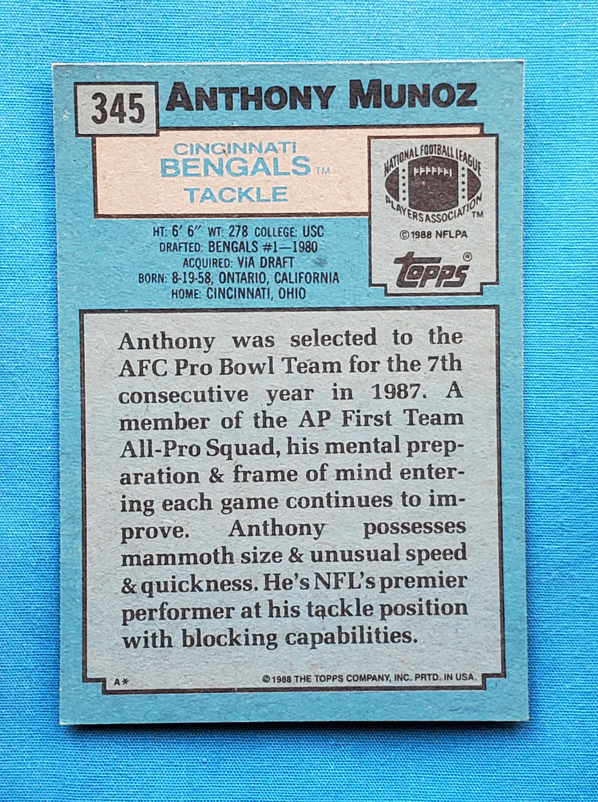 345 ANTHONY MUNOZ
CINCINNATI
BENGALS TM
TACKLE
NATIONAL FOOTBALL LEAGUE
PLAYERS ASSOCIATION TM
©1988 NFLPA
TOPPS®
HT: 6' 6" WT: 278 COLLEGE: USC
DRAFTED: BENGALS #1—1980
ACQUIRED: VIA DRAFT
BORN: 8-19-58, ONTARIO, CALIFORNIA
HOME: CINCINNATI, OHIO
Anthony was selected to the
AFC Pro Bowl Team for the 7th
consecutive year in 1987. A
member of the AP First Team
All-Pro Squad, his mental prep-
aration & frame of mind enter-
ing each game continues to im-
prove. Anthony possesses
mammoth size & unusual speed
& quickness. He's NFL's premier
performer at his tackle position
with blocking capabilities.
A* ©1988 THE TOPPS COMPANY, INC. PRTD. IN USA.